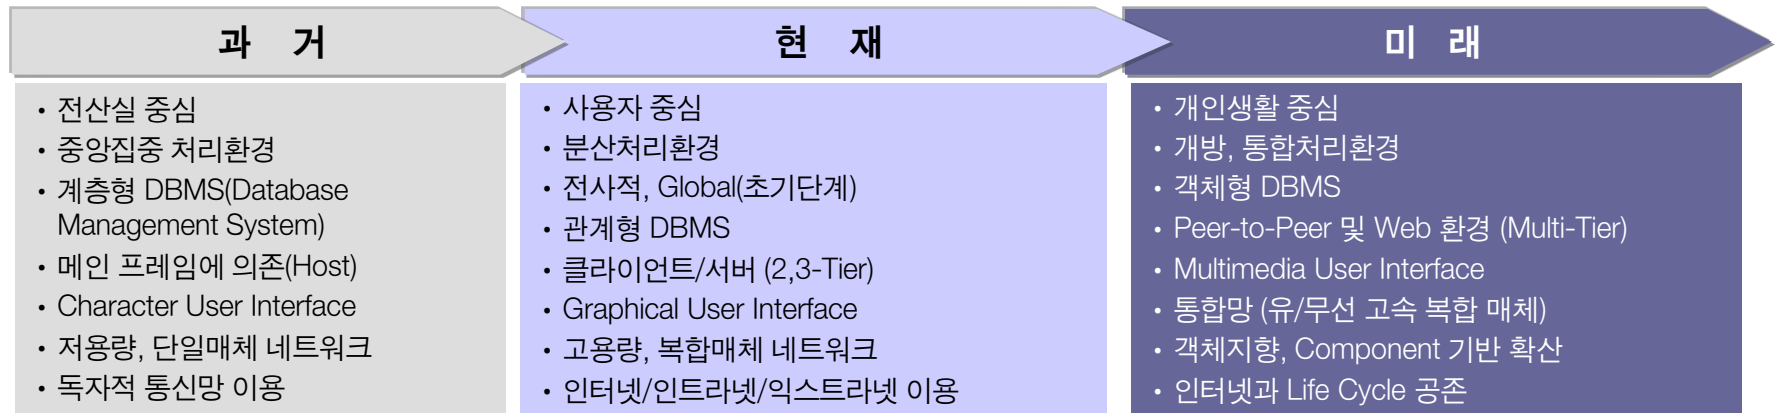 과 거
• 전산실 중심
• 중앙집중 처리환경
• 계층형 DBMS(Database
Management System)
• 메인 프레임에 의존(Host)
• Character User Interface
• 저용량, 단일매체 네트워크
• 독자적 통신망 이용
현 재
• 사용자 중심
• 분산처리환경
• 전사적, Global(초기단계)
• 관계형 DBMS
• 클라이언트/서버 (2,3-Tier)
• Graphical User Interface
• 고용량, 복합매체 네트워크
• 인터넷/인트라넷/익스트라넷 이용
미 래
• 개인생활 중심
• 개방, 통합처리환경
• 객체형 DBMS
• Peer-to-Peer 및 Web 환경 (Multi-Tier)
• Multimedia User Interface
• 통합망 (유/무선 고속 복합 매체)
• 객체지향, Component 기반 확산
• 인터넷과 Life Cycle 공존